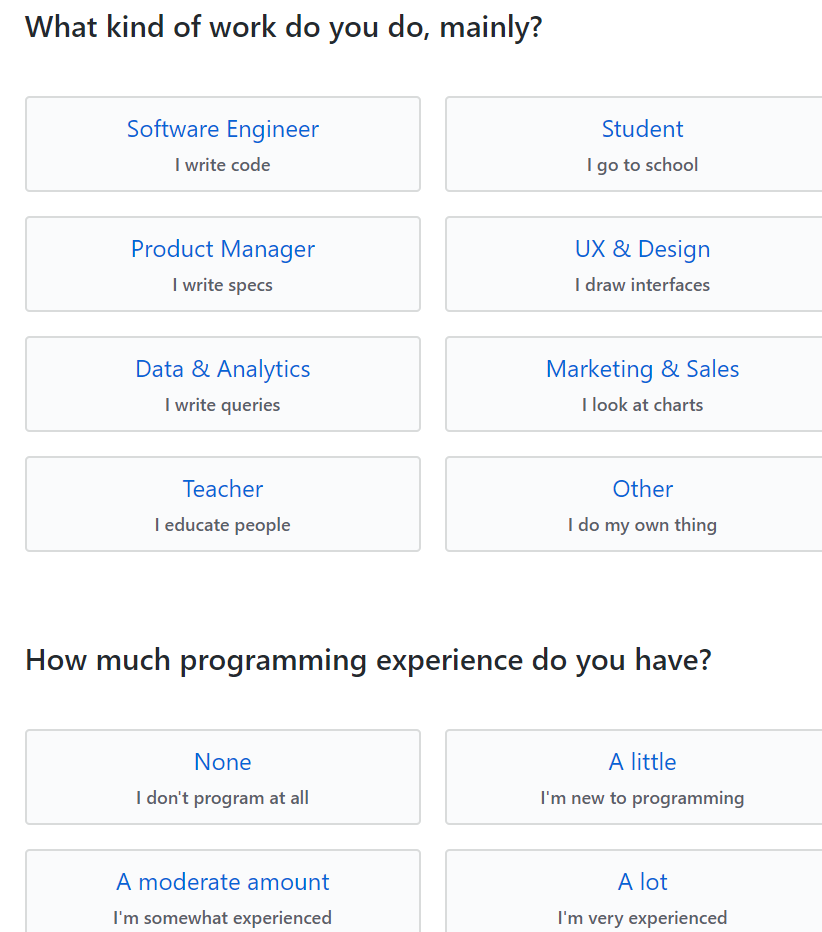 What kind of work do you do, mainly?
Software Engineer
I write code
Student
I go to school
Product Manager
I write specs
UX & Design
I draw interfaces
Data & Analytics
I write queries
Marketing & Sales
I look at charts
Teacher
I educate people
Other
I do my own thing
How much programming experience do you have?
None
I don't program at all
A little
I'm new to programming
A moderate amount
I'm somewhat experienced
A lot
I'm very experienced